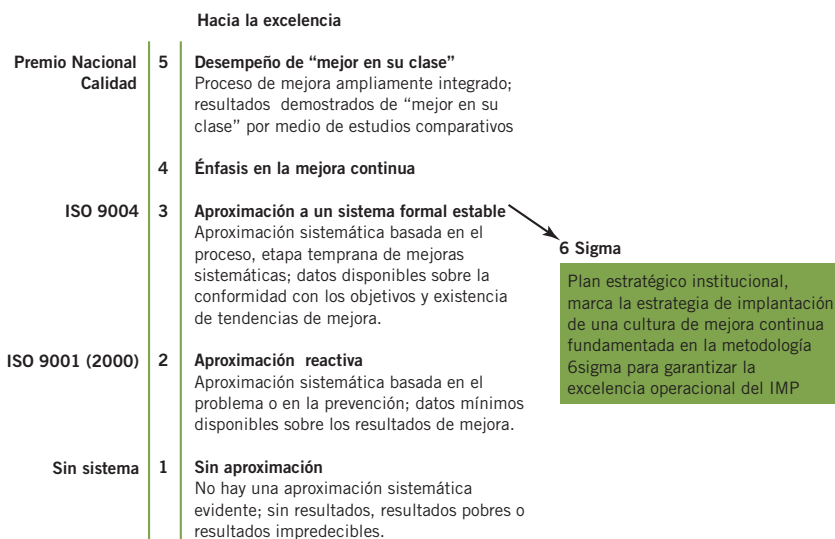 Hacia la excelencia
Premio Nacional
Calidad
5
Desempeño de “mejor en su clase”
Proceso de mejora ampliamente integrado;
resultados demostrados de “mejor en su
clase” por medio de estudios comparativos
4
Énfasis en la mejora continua
ISO 9004
3
Aproximación a un sistema formal estable
Aproximación sistemática basada en el
proceso, etapa temprana de mejoras
sistemáticas; datos disponibles sobre la
conformidad con los objetivos y existencia
de tendencias de mejora.
6 Sigma
Plan estratégico institucional,
marca la estrategia de implantación
de una cultura de mejora continua
fundamentada en la metodología
6sigma para garantizar la
excelencia operacional del IMP
ISO 9001 (2000)
2
Aproximación reactiva
Aproximación sistemática basada en el
problema o en la prevención; datos mínimos
disponibles sobre los resultados de mejora.
Sin sistema
1
Sin aproximación
No hay una aproximación sistemática
evidente; sin resultados, resultados pobres o
resultados impredecibles.